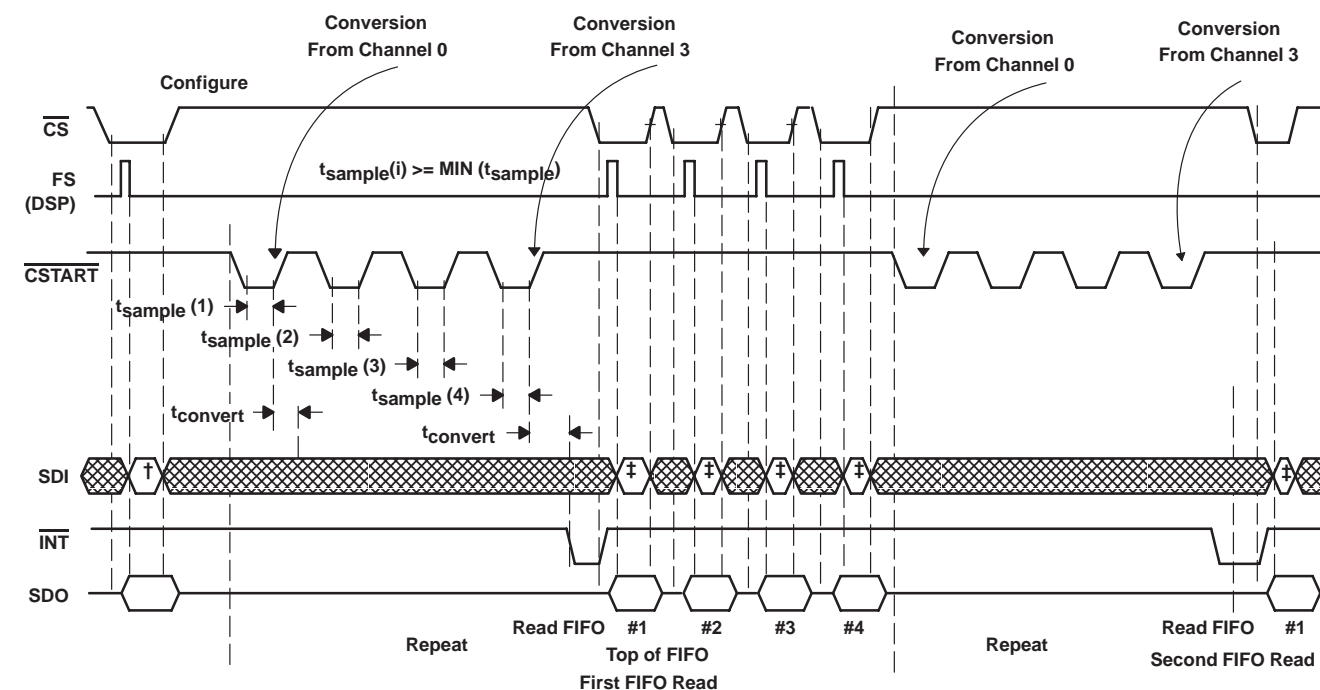 Conversion
From Channel 0
Conversion
From Channel 3
Conversion
From Channel 0
Conversion
From Channel 3
Configure
CS
FS
(DSP)
tsample(i) >= MIN (tsample)
CSTART
tsample (1)
tsample (2)
tsample (3)
tsample (4)
tconvert
tconvert
SDI
†
‡
‡
‡
‡
‡
INT
SDO
Repeat
Read FIFO
#1
#2
#3
#4
Top of FIFO
First FIFO Read
Repeat
Read FIFO
#1
Second FIFO Read